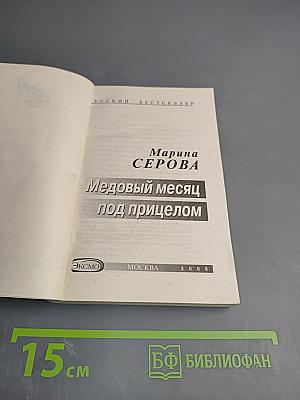 РУССКИЙ БЕСТСЕЛЛЕР
Марина
СЕРОВА
Медовый месяц
под прицелом
ЭКСМО
МОСКВА 2005
15 см
БФ БИБЛИОФАН